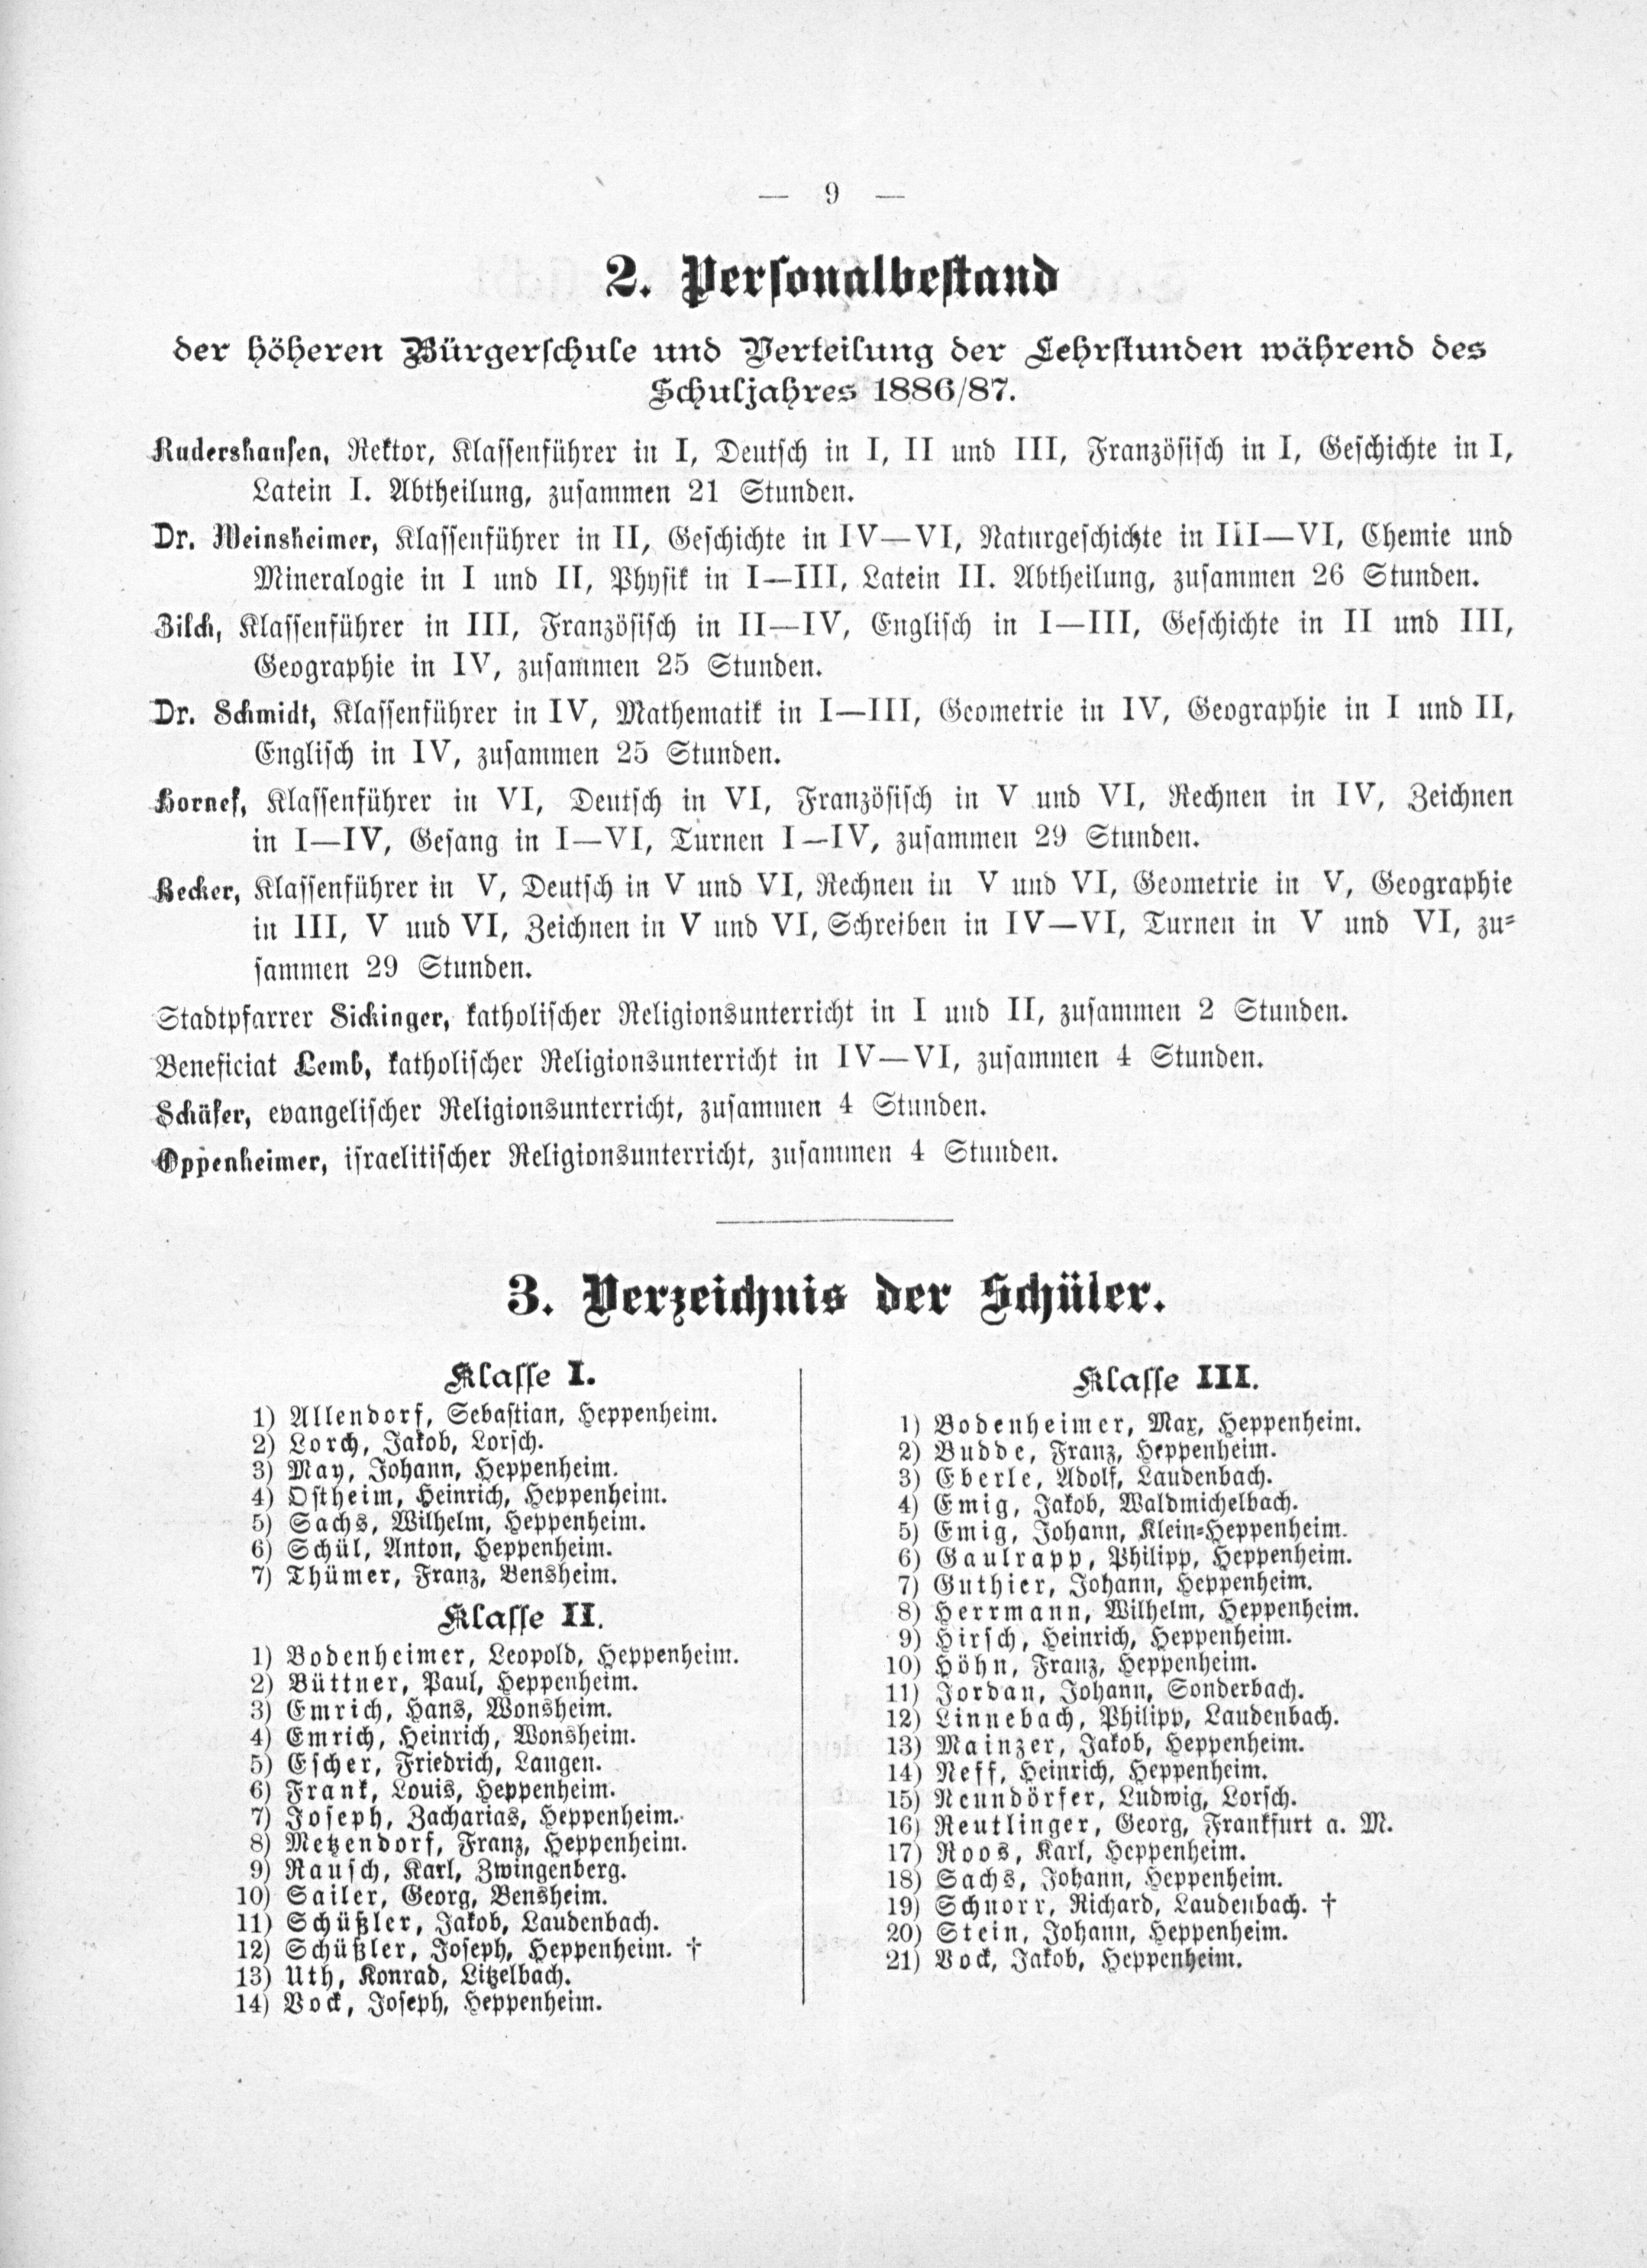 — 9 —
2. Personalbestand
der höheren Bürgerschule und Verteilung der Lehrstunden während des
Schuljahres 1886/87.
Rudershausen, Rektor, Klassenführer in I, Deutsch in I, II und III, Französisch in I, Geschichte in I,
Latein I. Abtheilung, zusammen 21 Stunden.
Dr. Weinsheimer, Klassenführer in II, Geschichte in IV—VI, Naturgeschichte in III—VI, Chemie und
Mineralogie in I und II, Physik in I—III, Latein II. Abtheilung, zusammen 26 Stunden.
Zilch, Klassenführer in III, Französisch in II—IV, Englisch in I—III, Geschichte in II und III,
Geographie in IV, zusammen 25 Stunden.
Dr. Schmidt, Klassenführer in IV, Mathematik in I—III, Geometrie in IV, Geographie in I und II,
Englisch in IV, zusammen 25 Stunden.
Hornef, Klassenführer in VI, Deutsch in VI, Französisch in V und VI, Rechnen in IV, Zeichnen
in I—IV, Gesang in I—VI, Turnen I—IV, zusammen 29 Stunden.
Becker, Klassenführer in V, Deutsch in V und VI, Rechnen in V und VI, Geometrie in V, Geographie
in III, V und VI, Zeichnen in V und VI, Schreiben in IV—VI, Turnen in V und VI, zu-
sammen 29 Stunden.
Stadtpfarrer Sickinger, katholischer Religionsunterricht in I und II, zusammen 2 Stunden.
Beneficiat Lemb, katholischer Religionsunterricht in IV—VI, zusammen 4 Stunden.
Schäfer, evangelischer Religionsunterricht, zusammen 4 Stunden.
Oppenheimer, israelitischer Religionsunterricht, zusammen 4 Stunden.
3. Verzeichnis der Schüler.
Klasse I.
1) Allendorf, Sebastian, Heppenheim.
2) Lorch, Jakob, Lorsch.
3) May, Johann, Heppenheim.
4) Ostheim, Heinrich, Heppenheim.
5) Sachs, Wilhelm, Heppenheim.
6) Schül, Anton, Heppenheim.
7) Thümer, Franz, Bensheim.
Klasse II.
1) Bodenheimer, Leopold, Heppenheim.
2) Büttner, Paul, Heppenheim.
3) Emrich, Hans, Wonsheim.
4) Emrich, Heinrich, Wonsheim.
5) Escher, Friedrich, Langen.
6) Frank, Louis, Heppenheim.
7) Joseph, Zacharias, Heppenheim.
8) Metzendorf, Franz, Heppenheim.
9) Rausch, Karl, Zwingenberg.
10) Sailer, Georg, Bensheim.
11) Schüßler, Jakob, Laudenbach.
12) Schüßler, Joseph, Heppenheim. †
13) Uth, Konrad, Litzelbach.
14) Vock, Joseph, Heppenheim.
Klasse III.
1) Bodenheimer, Max, Heppenheim.
2) Budde, Franz, Heppenheim.
3) Eberle, Adolf, Laudenbach.
4) Emig, Jakob, Waldmichelbach.
5) Emig, Johann, Klein-Heppenheim.
6) Gaulrapp, Philipp, Heppenheim.
7) Guthier, Johann, Heppenheim.
8) Herrmann, Wilhelm, Heppenheim.
9) Hirsch, Heinrich, Heppenheim.
10) Höhn, Franz, Heppenheim.
11) Jordan, Johann, Sonderbach.
12) Linnebach, Philipp, Laudenbach.
13) Mainzer, Jakob, Heppenheim.
14) Neff, Heinrich, Heppenheim.
15) Neundörfer, Ludwig, Lorsch.
16) Reutlinger, Georg, Frankfurt a. M.
17) Roos, Karl, Heppenheim.
18) Sachs, Johann, Heppenheim.
19) Schnorr, Richard, Laudenbach. †
20) Stein, Johann, Heppenheim.
21) Vock, Jakob, Heppenheim.